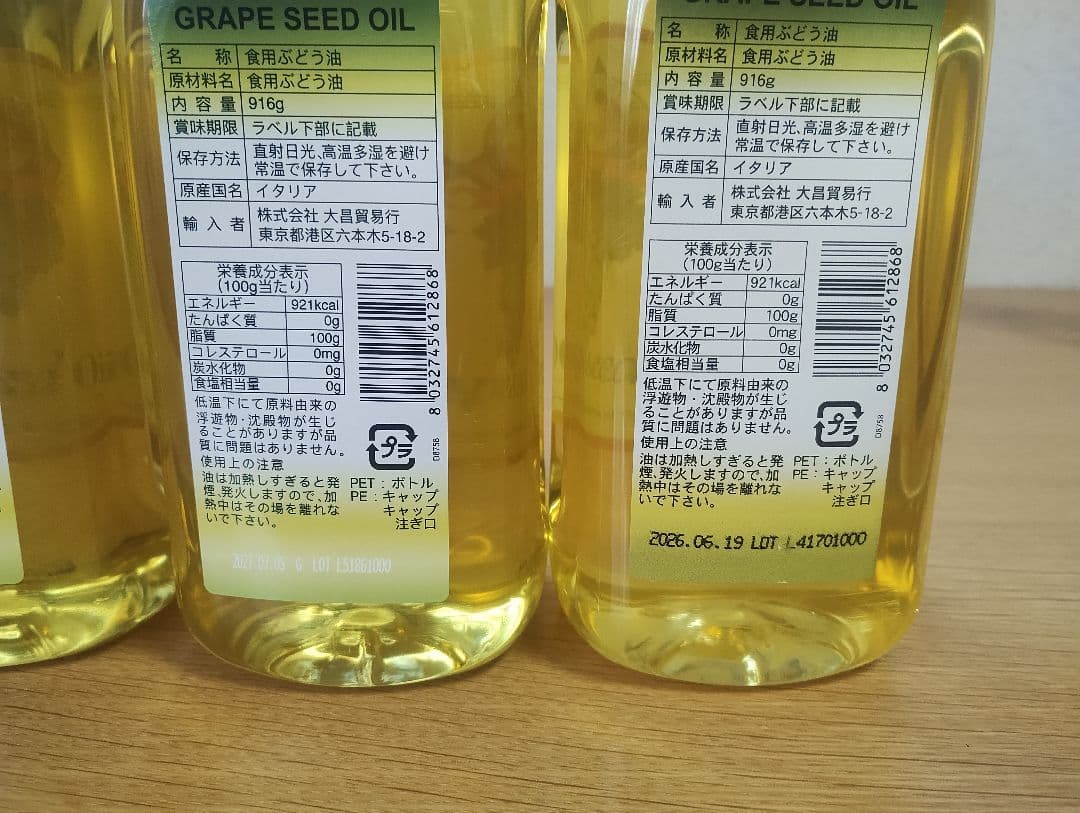 GRAPE SEED OIL
名 称 食用ぶどう油
原材料名 食用ぶどう油
内容量 916g
賞味期限 ラベル下部に記載
保存方法 直射日光、高温多湿を避け
常温で保存して下さい。
原産国名 イタリア
輸入者 株式会社 大昌貿易行
東京都港区六本木5-18-2
栄養成分表示
(100g当たり)
エネルギー 921kcal
たんぱく質 0g
脂質 100g
コレステロール 0mg
炭水化物 0g
食塩相当量 0g
8 032745 612868
低温下にて原料由来の
浮遊物・沈殿物が生じ
ることがありますが品
質に問題はありません。
プラ
D8758
使用上の注意
油は加熱しすぎると発
煙、発火しますので、加
熱中はその場を離れな
いで下さい。
PET：ボトル
PE：キャップ
キャップ
注ぎ口
2027.07.05 G LOT L51861000
GRAPE SEED OIL
名 称 食用ぶどう油
原材料名 食用ぶどう油
内容量 916g
賞味期限 ラベル下部に記載
保存方法 直射日光、高温多湿を避け
常温で保存して下さい。
原産国名 イタリア
輸入者 株式会社 大昌貿易行
東京都港区六本木5-18-2
栄養成分表示
(100g当たり)
エネルギー 921kcal
たんぱく質 0g
脂質 100g
コレステロール 0mg
炭水化物 0g
食塩相当量 0g
8 032745 612868
低温下にて原料由来の
浮遊物・沈殿物が生じ
ることがありますが品
質に問題はありません。
プラ
D8758
使用上の注意
油は加熱しすぎると発
煙、発火しますので、加
熱中はその場を離れな
いで下さい。
PET：ボトル
PE：キャップ
キャップ
注ぎ口
2026.06.19 LOT L41701000